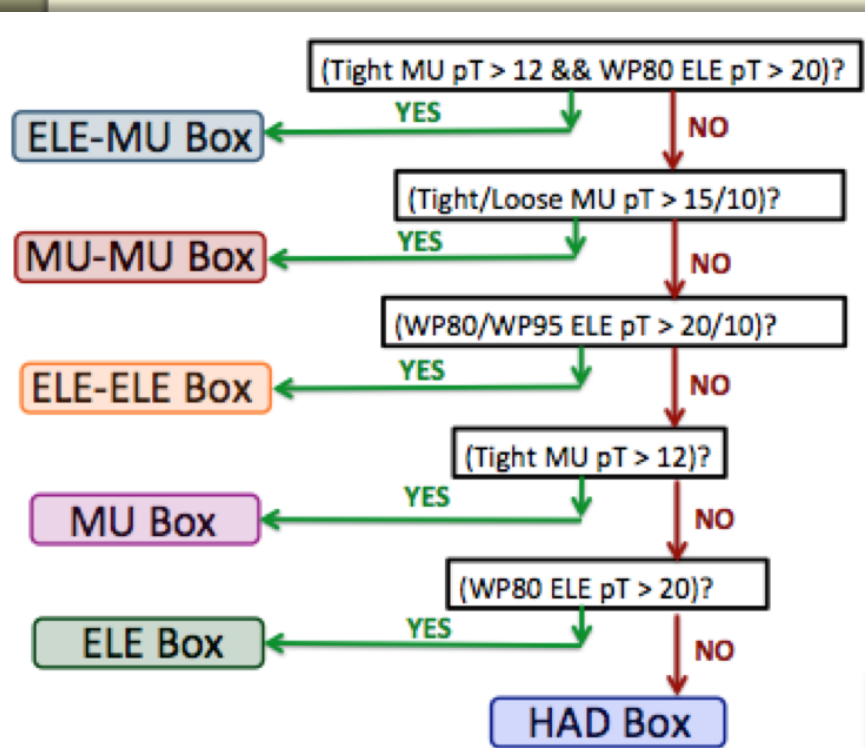 (Tight MU pT > 12 && WP80 ELE pT > 20)?
YES
NO
ELE-MU Box
(Tight/Loose MU pT > 15/10)?
YES
NO
MU-MU Box
(WP80/WP95 ELE pT > 20/10)?
YES
NO
ELE-ELE Box
(Tight MU pT > 12)?
YES
NO
MU Box
(WP80 ELE pT > 20)?
YES
NO
ELE Box
HAD Box